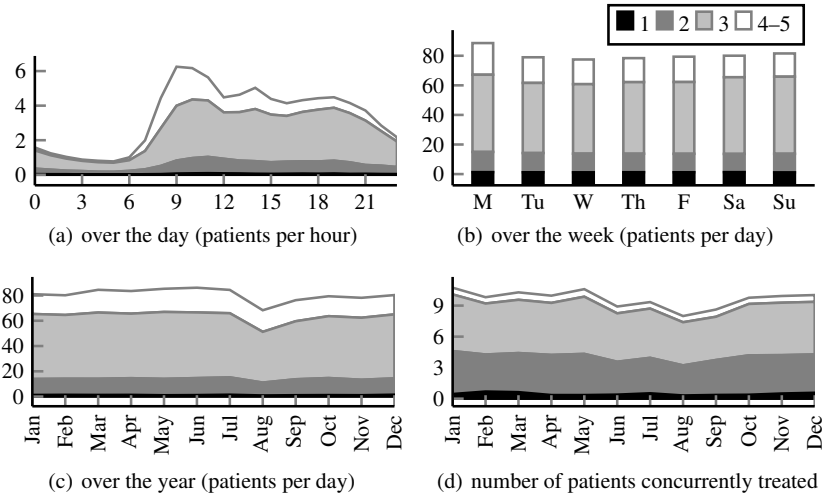 1 2 3 4–5
6
4
2
0
0 3 6 9 12 15 18 21
(a) over the day (patients per hour)
80
60
40
20
0
M Tu W Th F Sa Su
(b) over the week (patients per day)
80
60
40
20
0
Jan Feb Mar Apr May Jun Jul Aug Sep Oct Nov Dec
(c) over the year (patients per day)
9
6
3
0
Jan Feb Mar Apr May Jun Jul Aug Sep Oct Nov Dec
(d) number of patients concurrently treated